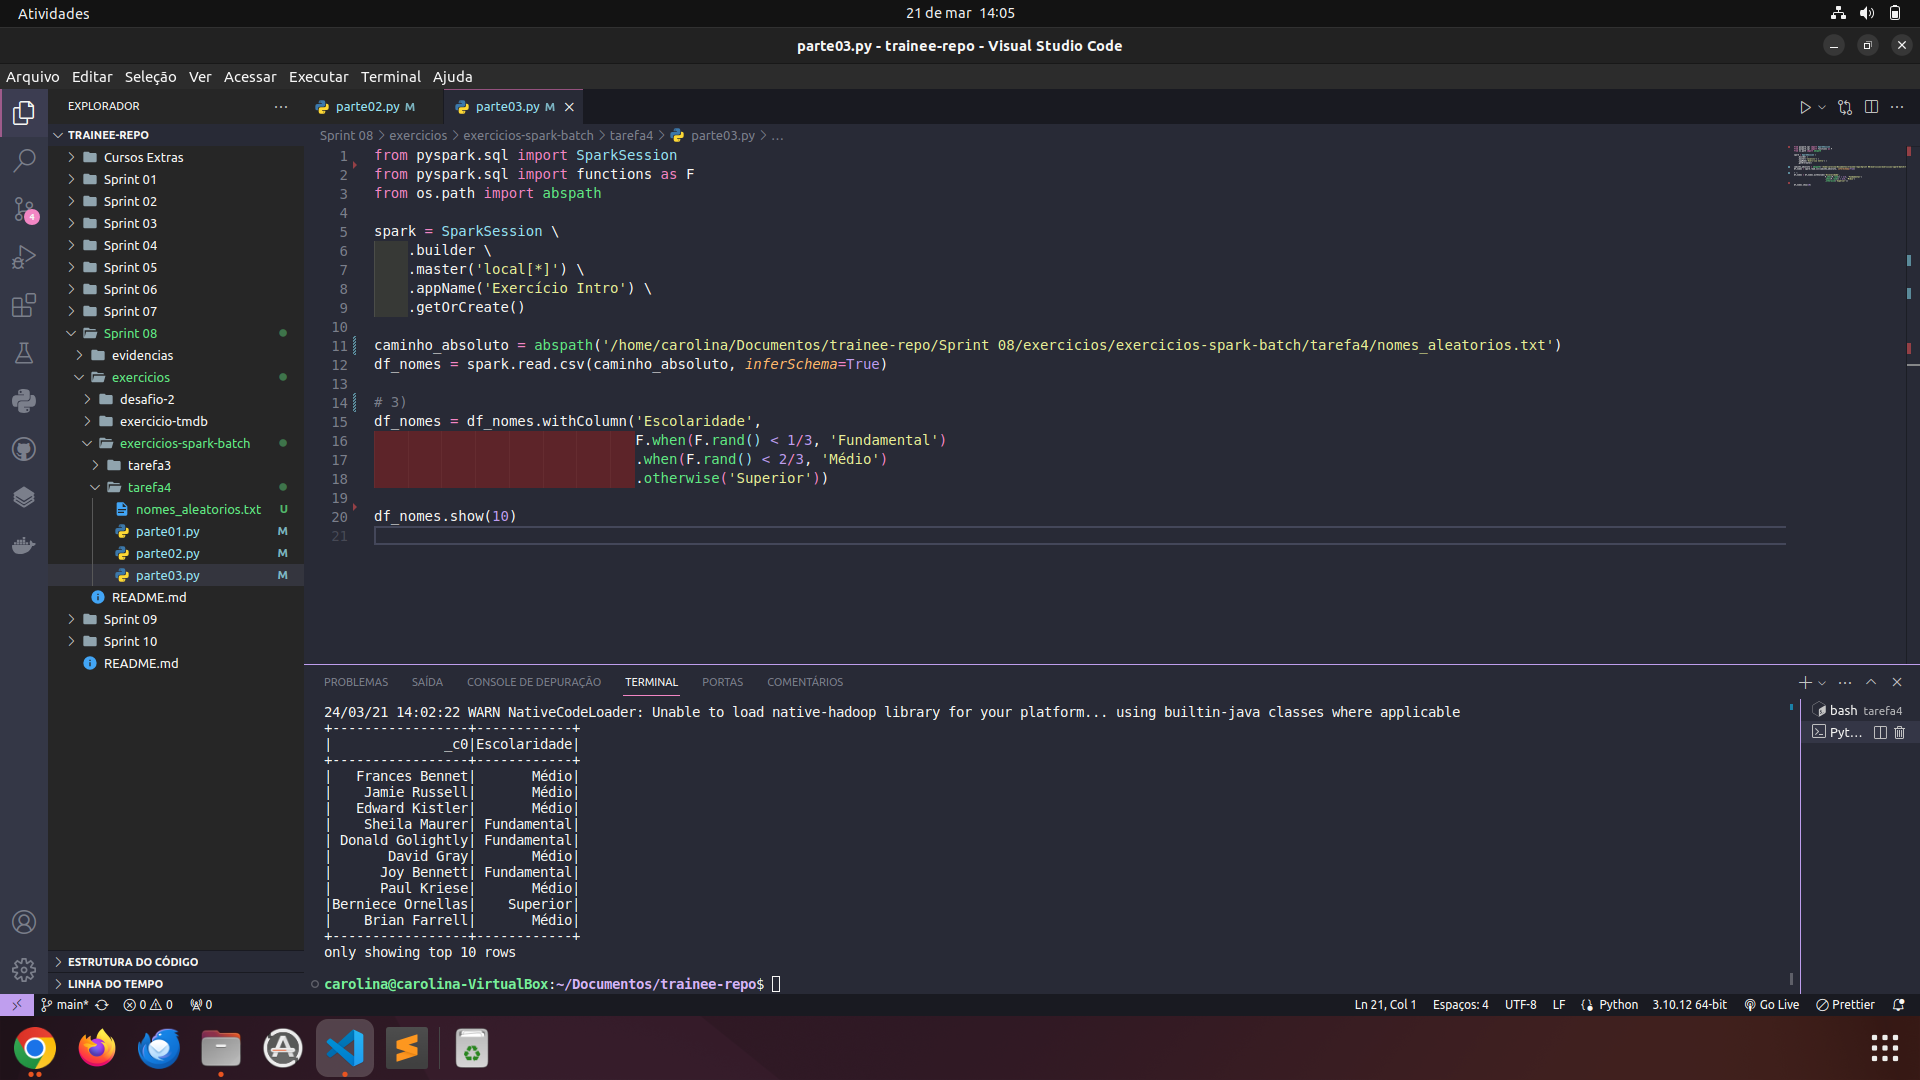 Atividades
21 de mar 14:05
parte03.py - trainee-repo - Visual Studio Code
Arquivo Editar Seleção Ver Acessar Executar Terminal Ajuda
EXPLORADOR
parte02.py M
parte03.py M
TRAINEE-REPO
Cursos Extras
Sprint 01
Sprint 02
Sprint 03
Sprint 04
Sprint 05
Sprint 06
Sprint 07
Sprint 08
evidencias
exercicios
desafio-2
exercicio-tmdb
exercicios-spark-batch
tarefa3
tarefa4
nomes_aleatorios.txt U
parte01.py M
parte02.py M
parte03.py M
README.md
Sprint 09
Sprint 10
README.md
ESTRUTURA DO CÓDIGO
LINHA DO TEMPO
4
Sprint 08 > exercicios > exercicios-spark-batch > tarefa4 > parte03.py > ...
1 from pyspark.sql import SparkSession
2 from pyspark.sql import functions as F
3 from os.path import abspath
4
5 spark = SparkSession \
6 .builder \
7 .master('local[*]') \
8 .appName('Exercício Intro') \
9 .getOrCreate()
10
11 caminho_absoluto = abspath('/home/carolina/Documentos/trainee-repo/Sprint 08/exercicios/exercicios-spark-batch/tarefa4/nomes_aleatorios.txt')
12 df_nomes = spark.read.csv(caminho_absoluto, inferSchema=True)
13
14 # 3)
15 df_nomes = df_nomes.withColumn('Escolaridade',
16 F.when(F.rand() < 1/3, 'Fundamental')
17 .when(F.rand() < 2/3, 'Médio')
18 .otherwise('Superior'))
19
20 df_nomes.show(10)
21
PROBLEMAS SAÍDA CONSOLE DE DEPURAÇÃO TERMINAL PORTAS COMENTÁRIOS
24/03/21 14:02:22 WARN NativeCodeLoader: Unable to load native-hadoop library for your platform... using builtin-java classes where applicable
+-----------------+------------+
|              _c0|Escolaridade|
+-----------------+------------+
|   Frances Bennet|       Médio|
|    Jamie Russell|       Médio|
|   Edward Kistler|       Médio|
|    Sheila Maurer| Fundamental|
| Donald Golightly| Fundamental|
|       David Gray|       Médio|
|      Joy Bennett| Fundamental|
|      Paul Kriese|       Médio|
|Berniece Ornellas|    Superior|
|    Brian Farrell|       Médio|
+-----------------+------------+
only showing top 10 rows
carolina@carolina-VirtualBox:~/Documentos/trainee-repo$
bash tarefa4
Pyt...
main* 0 0 0
Ln 21, Col 1 Espaços: 4 UTF-8 LF Python 3.10.12 64-bit Go Live Prettier